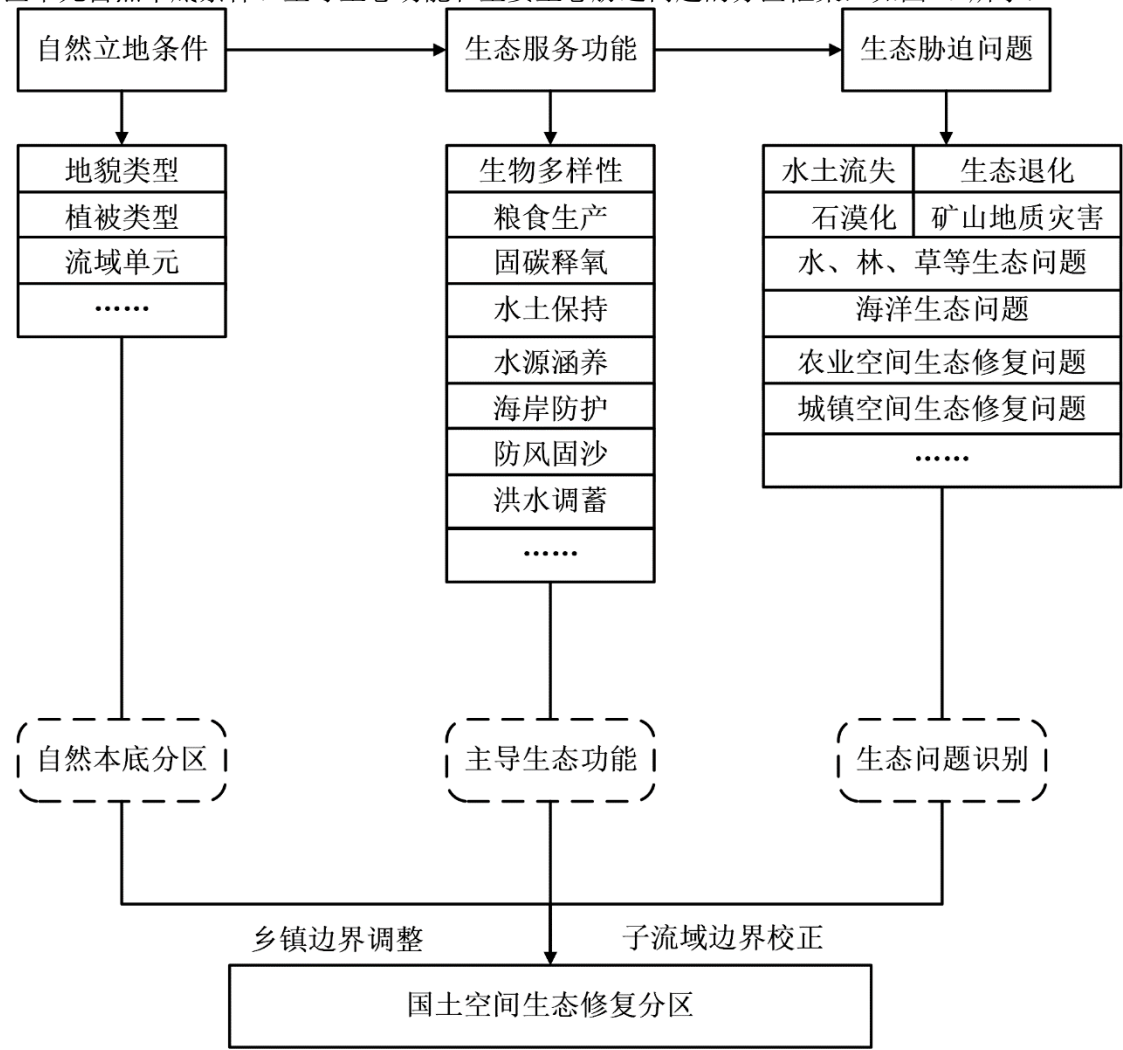 自然立地条件
生态服务功能
生态胁迫问题
地貌类型
植被类型
流域单元
……
生物多样性
粮食生产
固碳释氧
水土保持
水源涵养
海岸防护
防风固沙
洪水调蓄
……
水土流失
生态退化
石漠化
矿山地质灾害
水、林、草等生态问题
海洋生态问题
农业空间生态修复问题
城镇空间生态修复问题
……
自然本底分区
主导生态功能
生态问题识别
乡镇边界调整
子流域边界校正
国土空间生态修复分区